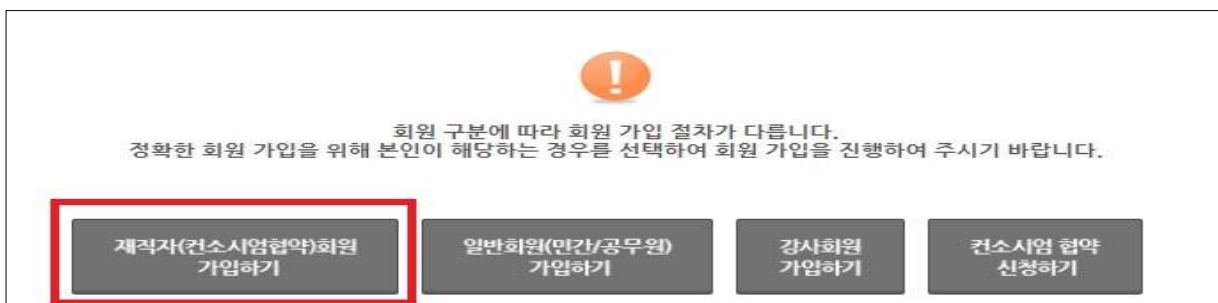 회원 구분에 따라 회원 가입 절차가 다릅니다.
정확한 회원 가입을 위해 본인이 해당하는 경우를 선택하여 회원 가입을 진행하여 주시기 바랍니다.
재직자(컨소시엄협약)회원
가입하기
일반회원(민간/공무원)
가입하기
강사회원
가입하기
컨소시엄 협약
신청하기